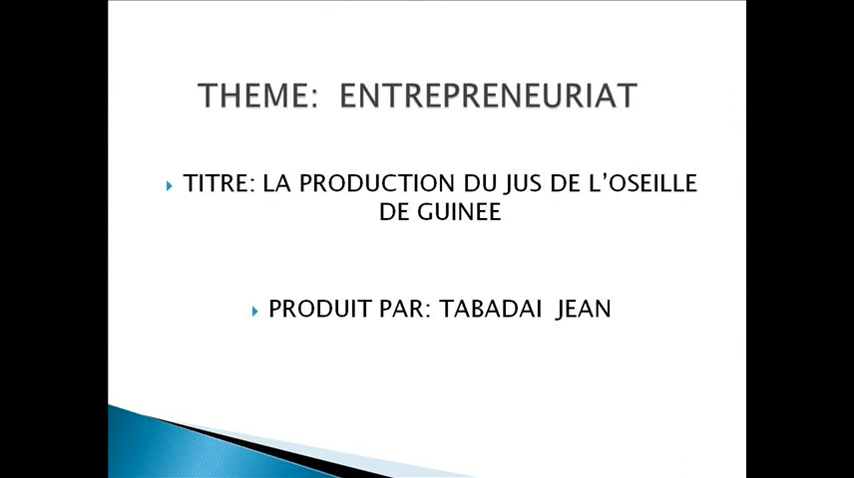 THEME: ENTREPRENEURIAT
TITRE: LA PRODUCTION DU JUS DE L’OSEILLE
DE GUINEE
PRODUIT PAR: TABADAI JEAN